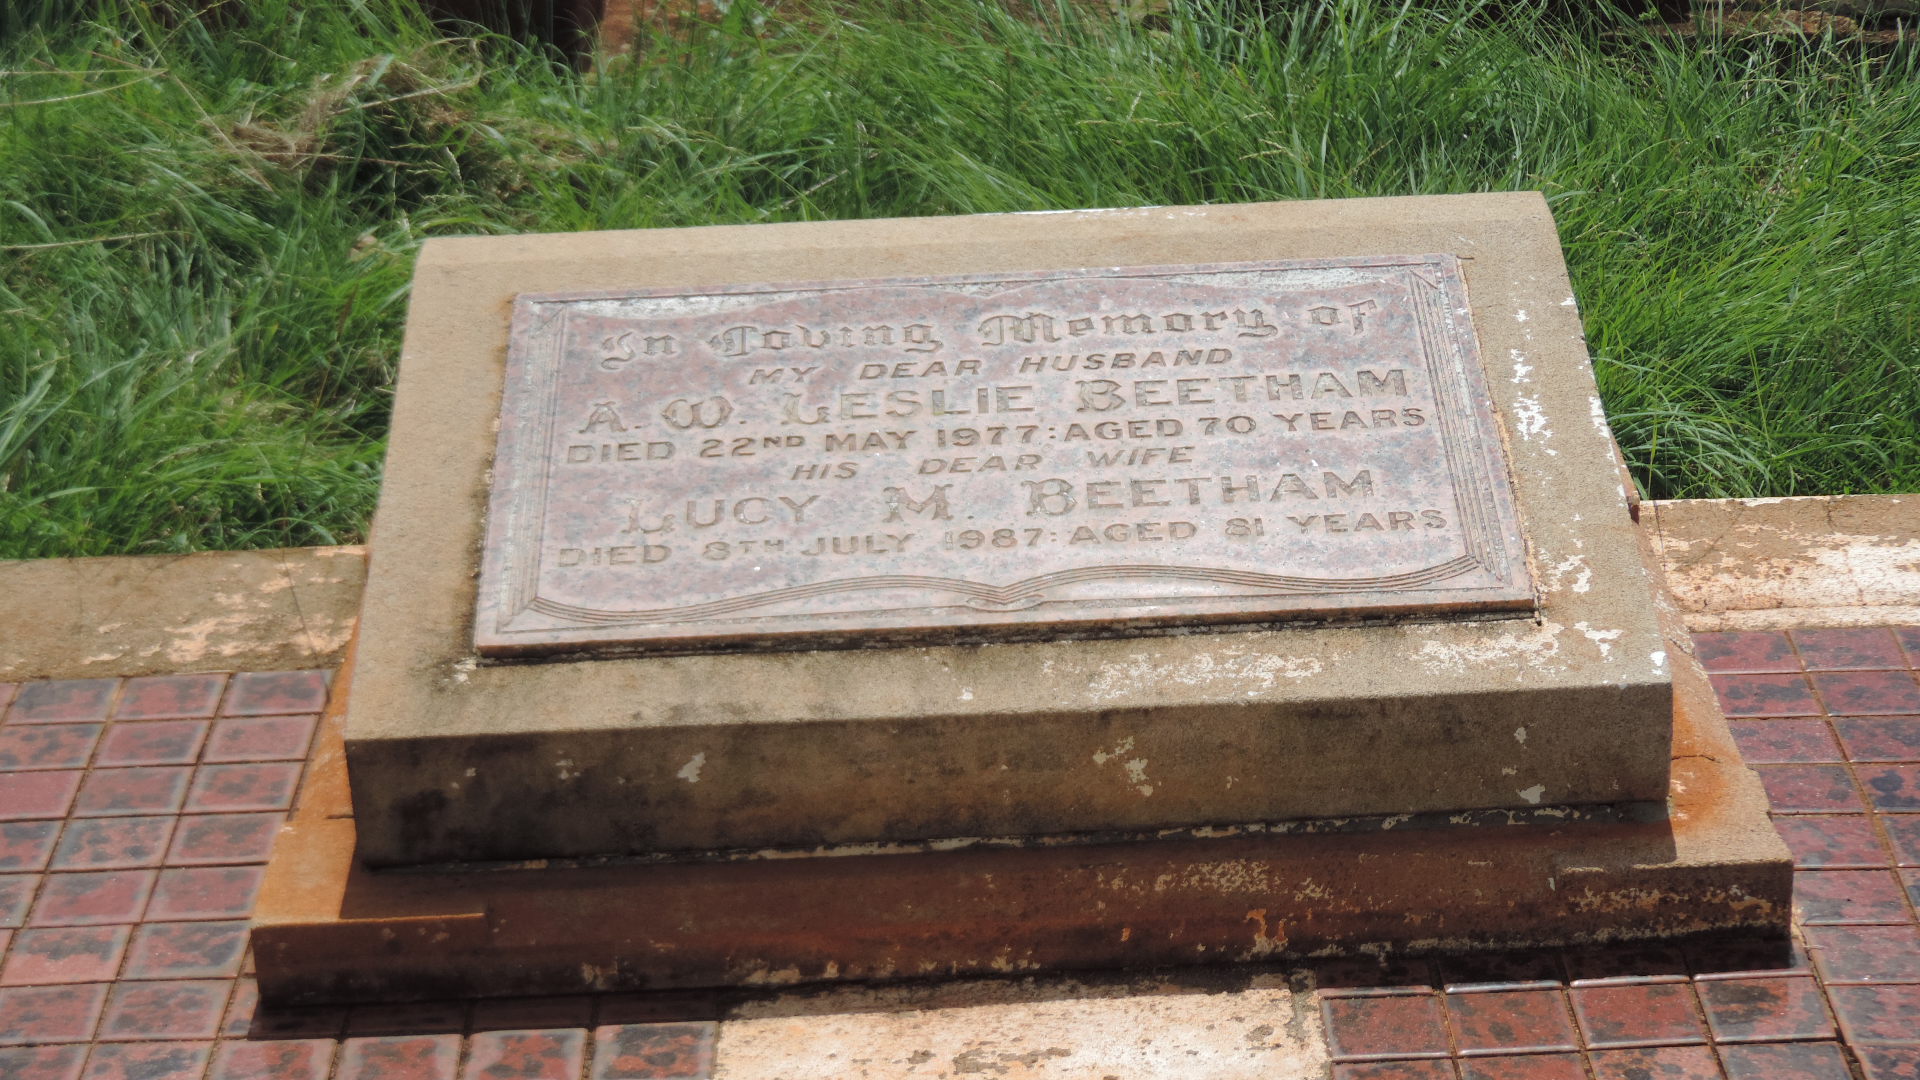 In Loving Memory of
MY DEAR HUSBAND
A. W. LESLIE BEETHAM
DIED 22ND MAY 1977: AGED 70 YEARS
HIS DEAR WIFE
LUCY M. BEETHAM
DIED 8TH JULY 1987: AGED 81 YEARS